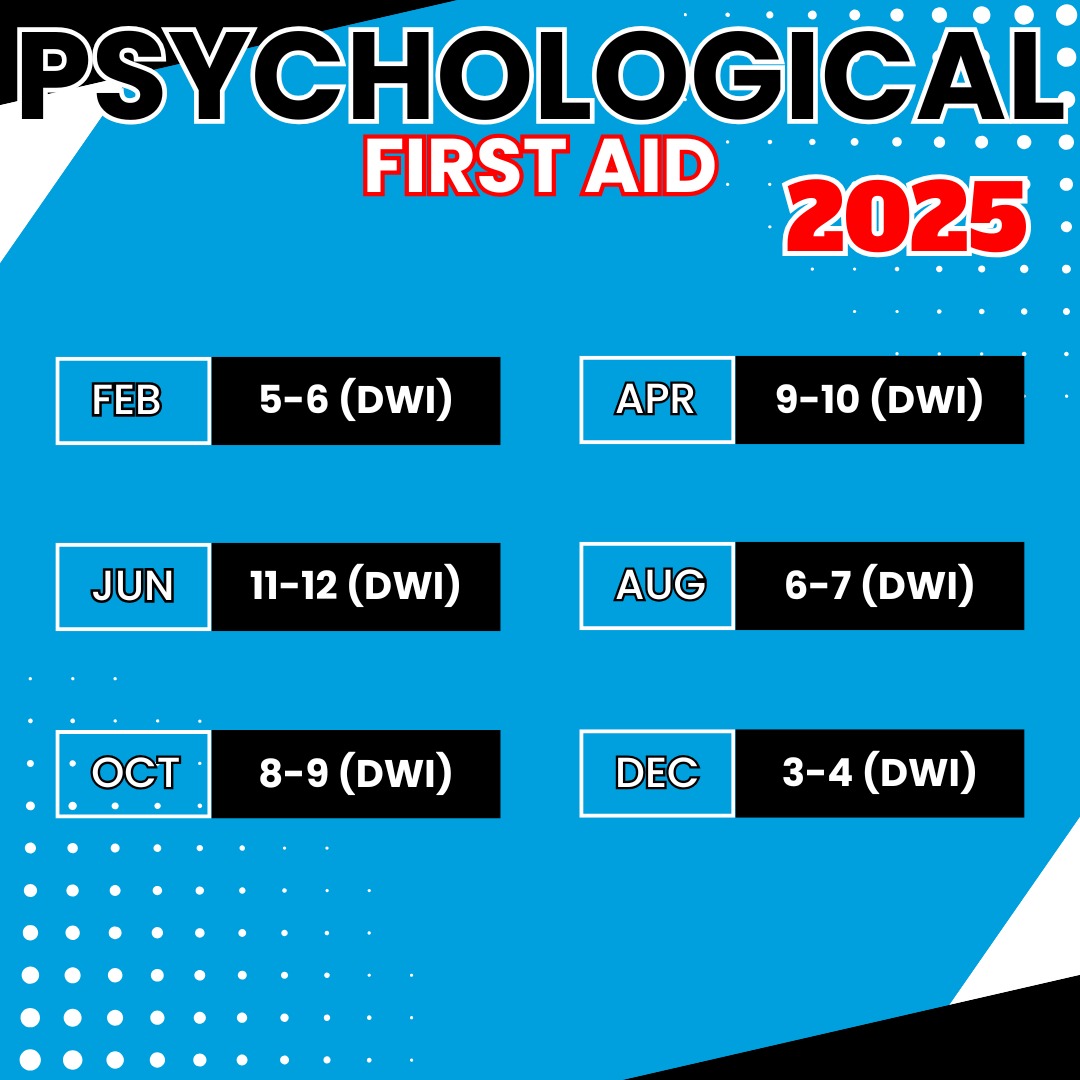 PSYCHOLOGICAL
FIRST AID
2025
FEB 5-6 (DWI)
APR 9-10 (DWI)
JUN 11-12 (DWI)
AUG 6-7 (DWI)
OCT 8-9 (DWI)
DEC 3-4 (DWI)